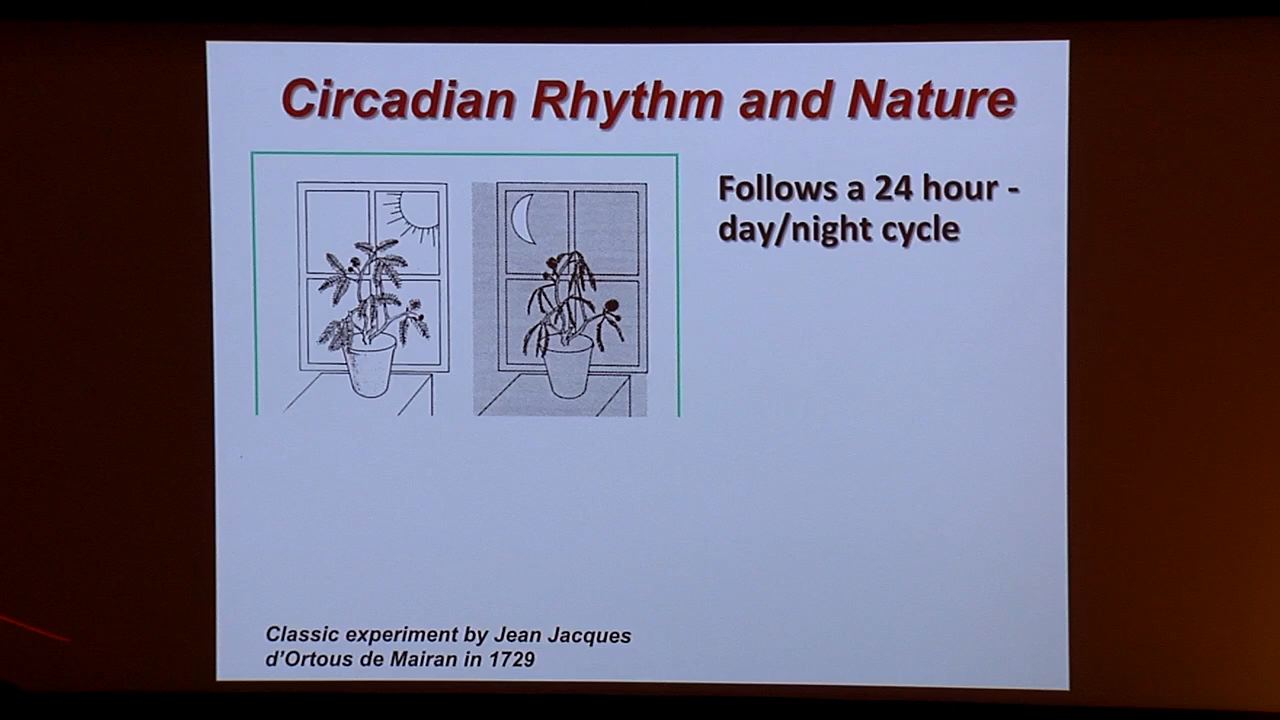 Circadian Rhythm and Nature
Follows a 24 hour -
day/night cycle
Classic experiment by Jean Jacques
d'Ortous de Mairan in 1729